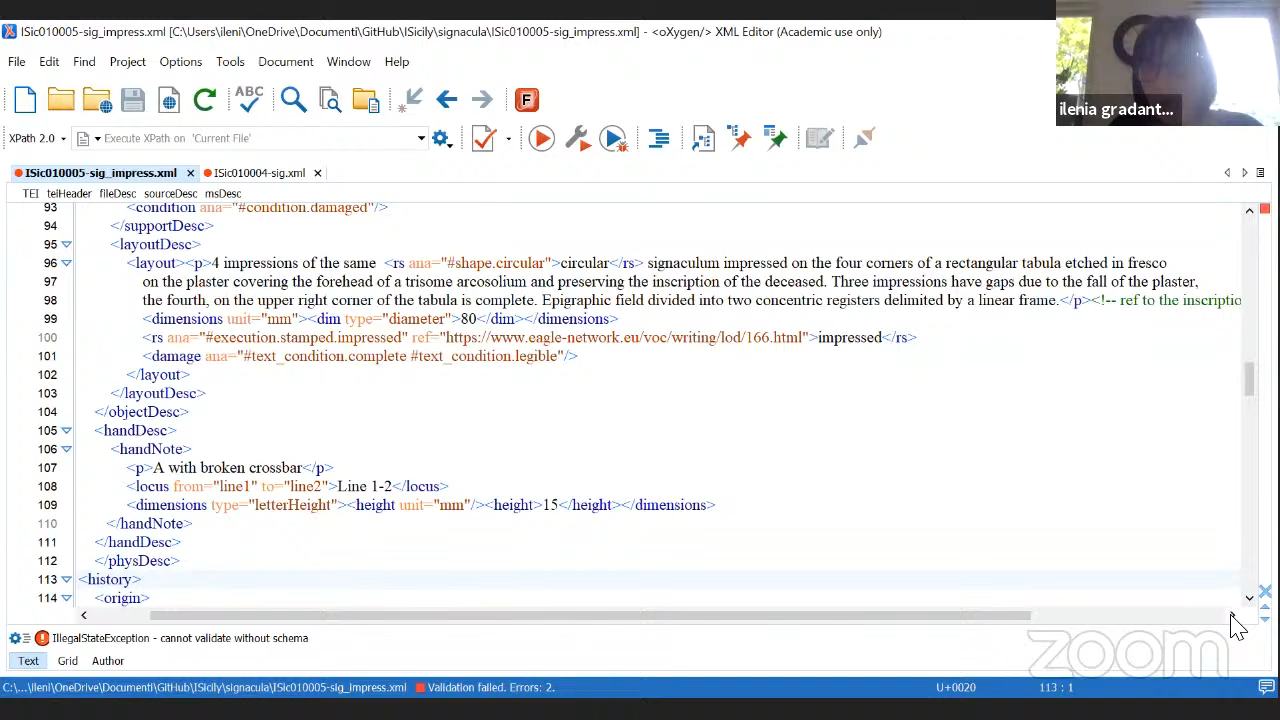 ISic010005-sig_impress.xml [C:\Users\ileni\OneDrive\Documenti\GitHub\ISicily\signacula\ISic010005-sig_impress.xml] - <oXygen/> XML Editor (Academic use only)
File Edit Find Project Options Tools Document Window Help
ilenia gradant...
ABC
F
XPath 2.0 Execute XPath on 'Current File'
ISic010005-sig_impress.xml ISic010004-sig.xml
TEI teiHeader fileDesc sourceDesc msDesc
93 <condition ana="#condition.damaged"/>
94 </supportDesc>
95 <layoutDesc>
96 <layout><p>4 impressions of the same <rs ana="#shape.circular">circular</rs> signaculum impressed on the four corners of a rectangular tabula etched in fresco
97 on the plaster covering the forehead of a trisome arcosolium and preserving the inscription of the deceased. Three impressions have gaps due to the fall of the plaster,
98 the fourth, on the upper right corner of the tabula is complete. Epigraphic field divided into two concentric registers delimited by a linear frame.</p><!-- ref to the inscriptio
99 <dimensions unit="mm"><dim type="diameter">80</dim></dimensions>
100 <rs ana="#execution.stamped.impressed" ref="https://www.eagle-network.eu/voc/writing/lod/166.html">impressed</rs>
101 <damage ana="#text_condition.complete #text_condition.legible"/>
102 </layout>
103 </layoutDesc>
104 </objectDesc>
105 <handDesc>
106 <handNote>
107 <p>A with broken crossbar</p>
108 <locus from="line1" to="line2">Line 1-2</locus>
109 <dimensions type="letterHeight"><height unit="mm"/><height>15</height></dimensions>
110 </handNote>
111 </handDesc>
112 </physDesc>
113 <history>
114 <origin>
IllegalStateException - cannot validate without schema
zoom
Text Grid Author
C:\...\ileni\OneDrive\Documenti\GitHub\ISicily\signacula\ISic010005-sig_impress.xml Validation failed. Errors: 2. U+0020 113 : 1